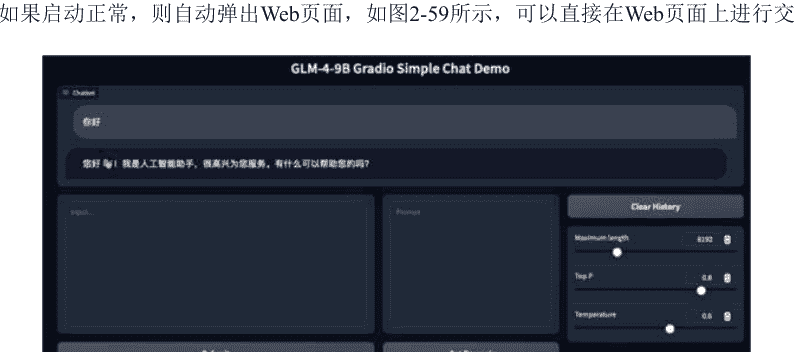 如果启动正常，则自动弹出Web页面，如图2-59所示，可以直接在Web页面上进行交
GLM-4-9B Gradio Simple Chat Demo
Chatbot
你好
您好👋！我是人工智能助手，很高兴为您服务。有什么可以帮助您的吗？
Input...
Prompt
Clear History
Maximum length
8192
Top P
0.8
Temperature
0.6